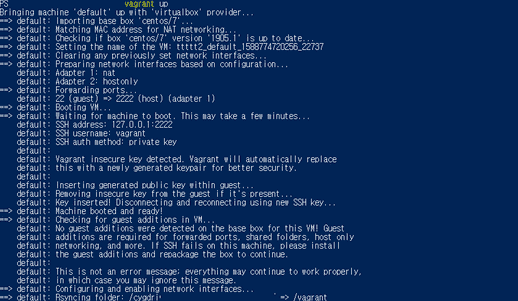 PS vagrant up
Bringing machine 'default' up with 'virtualbox' provider...
==> default: Importing base box 'centos/7'...
==> default: Matching MAC address for NAT networking...
==> default: Checking if box 'centos/7' version '1905.1' is up to date...
==> default: Setting the name of the VM: ttttt2_default_1588774720256_22737
==> default: Clearing any previously set network interfaces...
==> default: Preparing network interfaces based on configuration...
default: Adapter 1: nat
default: Adapter 2: hostonly
==> default: Forwarding ports...
default: 22 (guest) => 2222 (host) (adapter 1)
==> default: Booting VM...
==> default: Waiting for machine to boot. This may take a few minutes...
default: SSH address: 127.0.0.1:2222
default: SSH username: vagrant
default: SSH auth method: private key
default:
default: Vagrant insecure key detected. Vagrant will automatically replace
default: this with a newly generated keypair for better security.
default:
default: Inserting generated public key within guest...
default: Removing insecure key from the guest if it's present...
default: Key inserted! Disconnecting and reconnecting using new SSH key...
==> default: Machine booted and ready!
==> default: Checking for guest additions in VM...
default: No guest additions were detected on the base box for this VM! Guest
default: additions are required for forwarded ports, shared folders, host only
default: networking, and more. If SSH fails on this machine, please install
default: the guest additions and repackage the box to continue.
default:
default: This is not an error message; everything may continue to work properly,
default: in which case you may ignore this message.
==> default: Configuring and enabling network interfaces...
==> default: Rsyncing folder: /cygdri ' => /vagrant